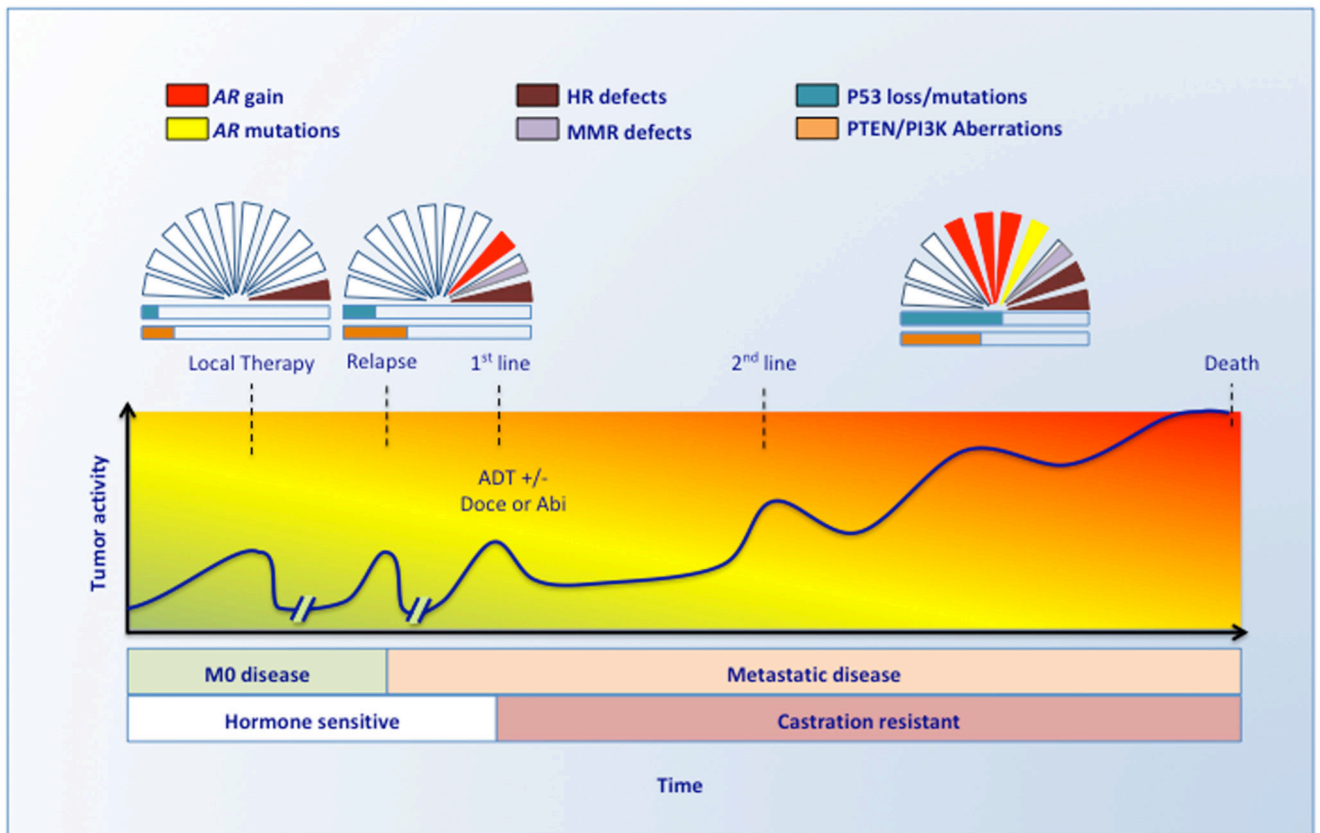 AR gain
HR defects
P53 loss/mutations
AR mutations
MMR defects
PTEN/PI3K Aberrations
Local Therapy
Relapse
1st line
2nd line
Death
ADT +/-
Doce or Abi
Tumor activity
M0 disease
Metastatic disease
Hormone sensitive
Castration resistant
Time